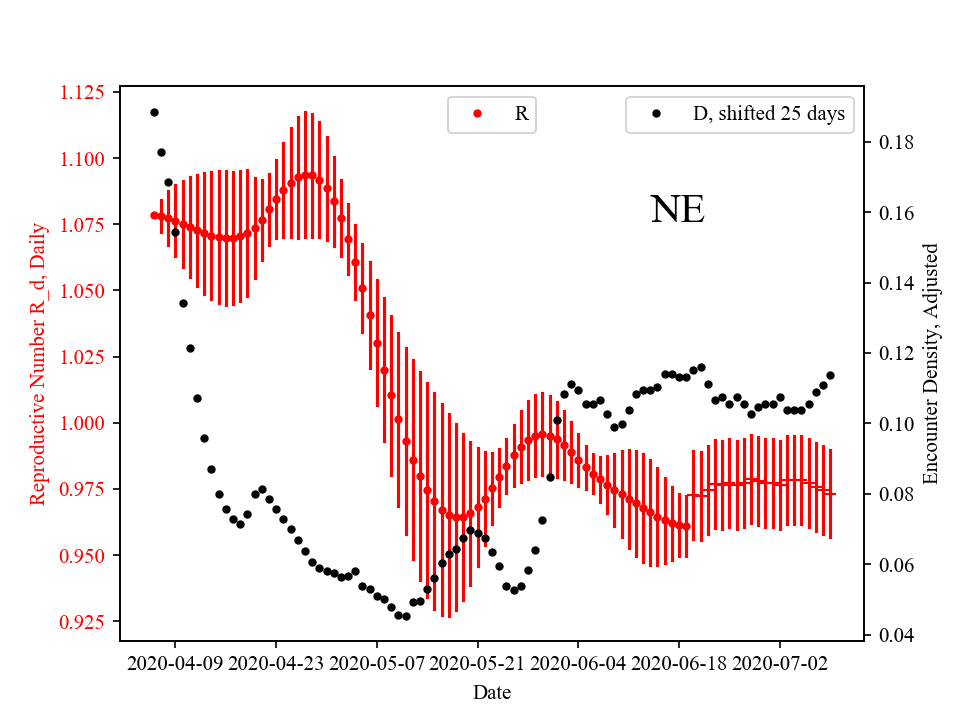 R
D, shifted 25 days
NE
Reproductive Number R_d, Daily
1.125
1.100
1.075
1.050
1.025
1.000
0.975
0.950
0.925
Encounter Density, Adjusted
0.18
0.16
0.14
0.12
0.10
0.08
0.06
0.04
2020-04-09 2020-04-23 2020-05-07 2020-05-21 2020-06-04 2020-06-18 2020-07-02
Date